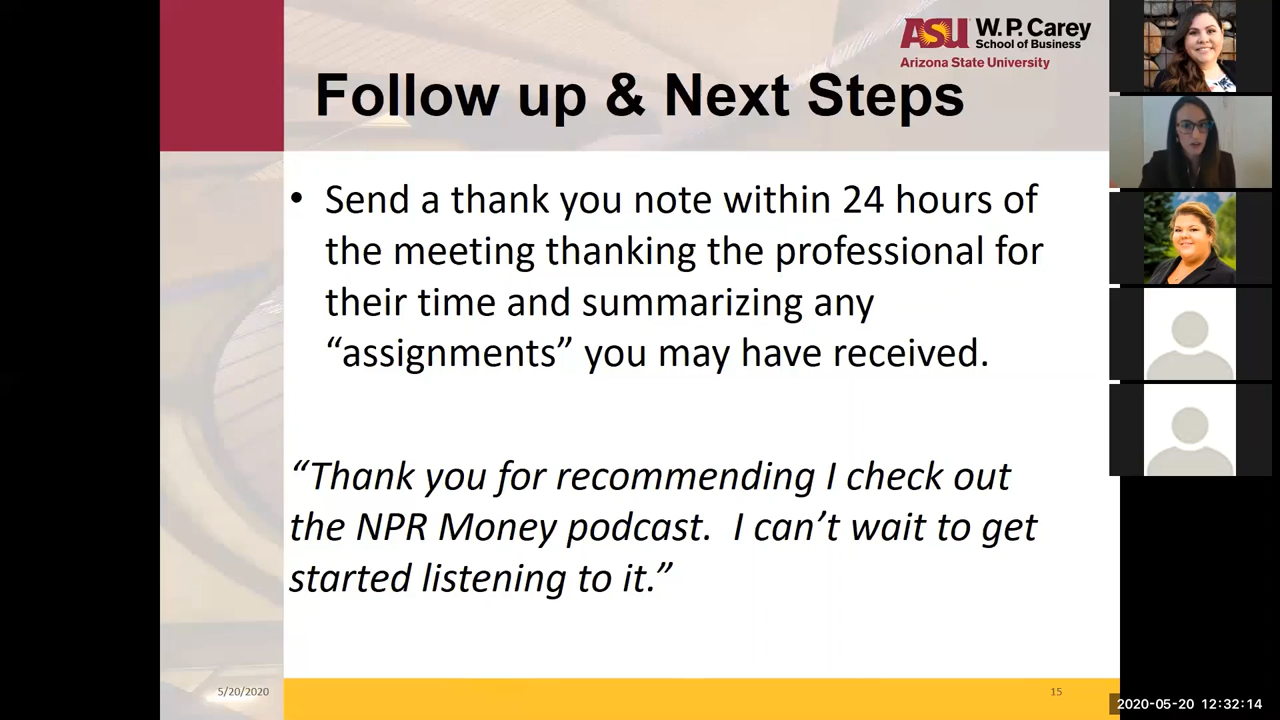 ASU W. P. Carey
School of Business
Arizona State University
Follow up & Next Steps
• Send a thank you note within 24 hours of
the meeting thanking the professional for
their time and summarizing any
“assignments” you may have received.
“Thank you for recommending I check out
the NPR Money podcast.  I can’t wait to get
started listening to it.”
5/20/2020
15
2020-05-20 12:32:14